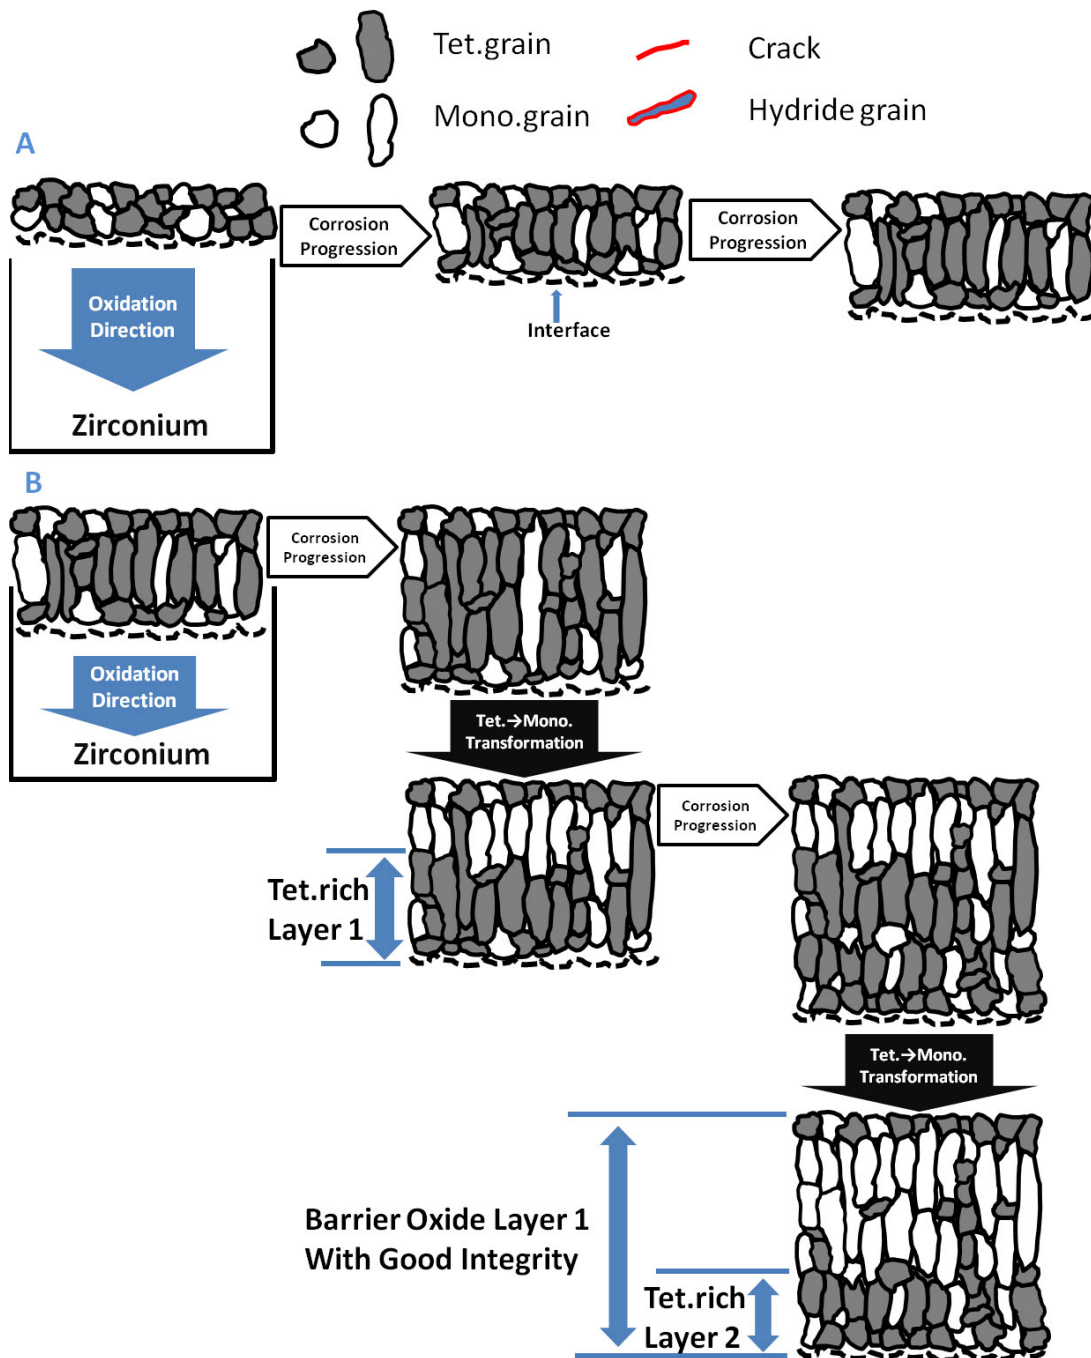 Tet.grain
Crack
Mono.grain
Hydride grain
A
Corrosion
Progression
Corrosion
Progression
Oxidation
Direction
Interface
Zirconium
B
Corrosion
Progression
Oxidation
Direction
Zirconium
Tet.→Mono.
Transformation
Corrosion
Progression
Tet.rich
Layer 1
Tet.→Mono.
Transformation
Barrier Oxide Layer 1
With Good Integrity
Tet.rich
Layer 2